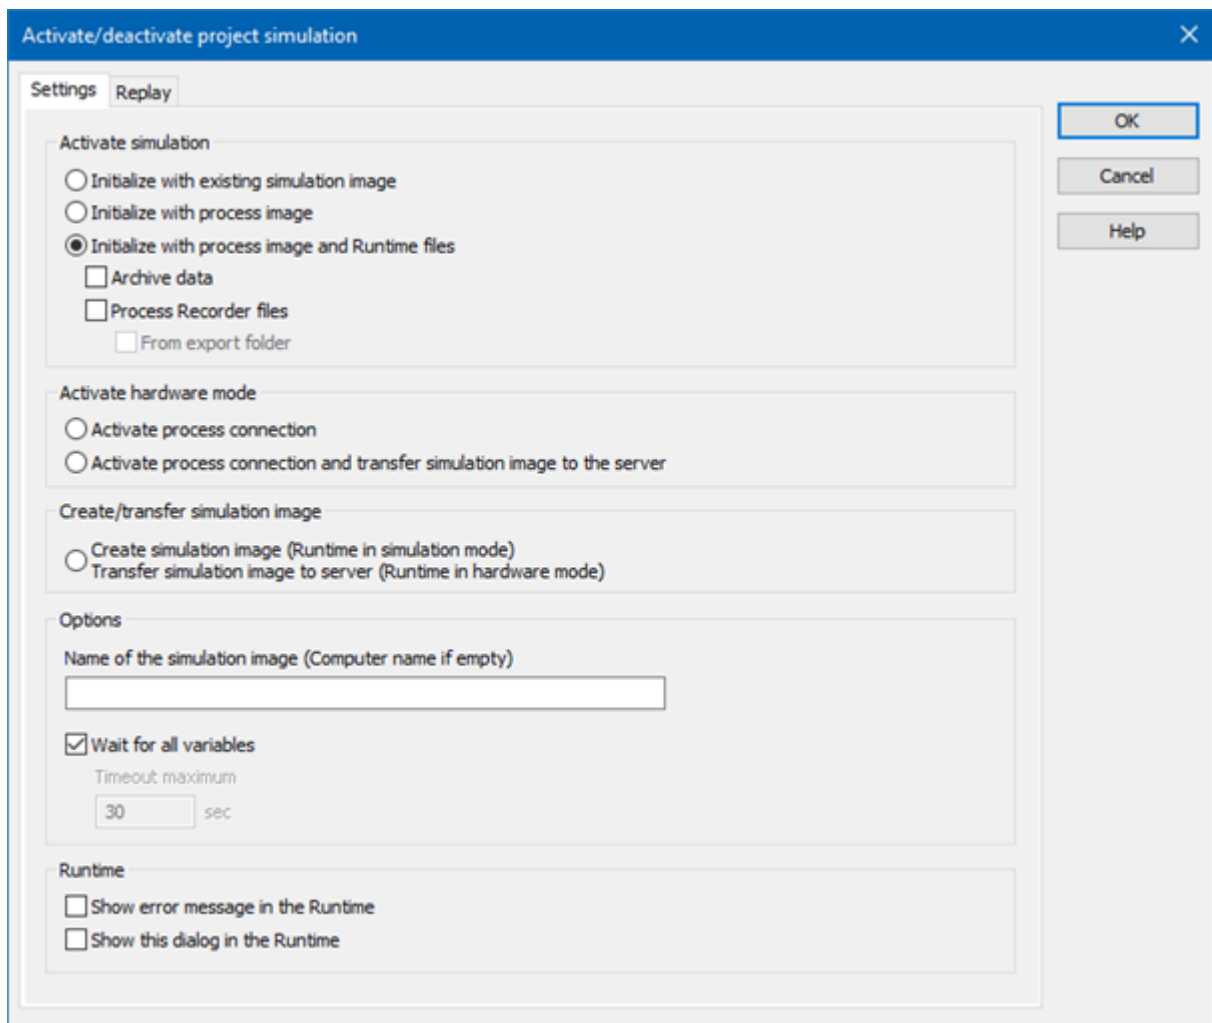 Activate/deactivate project simulation
Settings
Replay
OK
Cancel
Help
Activate simulation
Initialize with existing simulation image
Initialize with process image
Initialize with process image and Runtime files
Archive data
Process Recorder files
From export folder
Activate hardware mode
Activate process connection
Activate process connection and transfer simulation image to the server
Create/transfer simulation image
Create simulation image (Runtime in simulation mode)
Transfer simulation image to server (Runtime in hardware mode)
Options
Name of the simulation image (Computer name if empty)
Wait for all variables
Timeout maximum
30 sec
Runtime
Show error message in the Runtime
Show this dialog in the Runtime